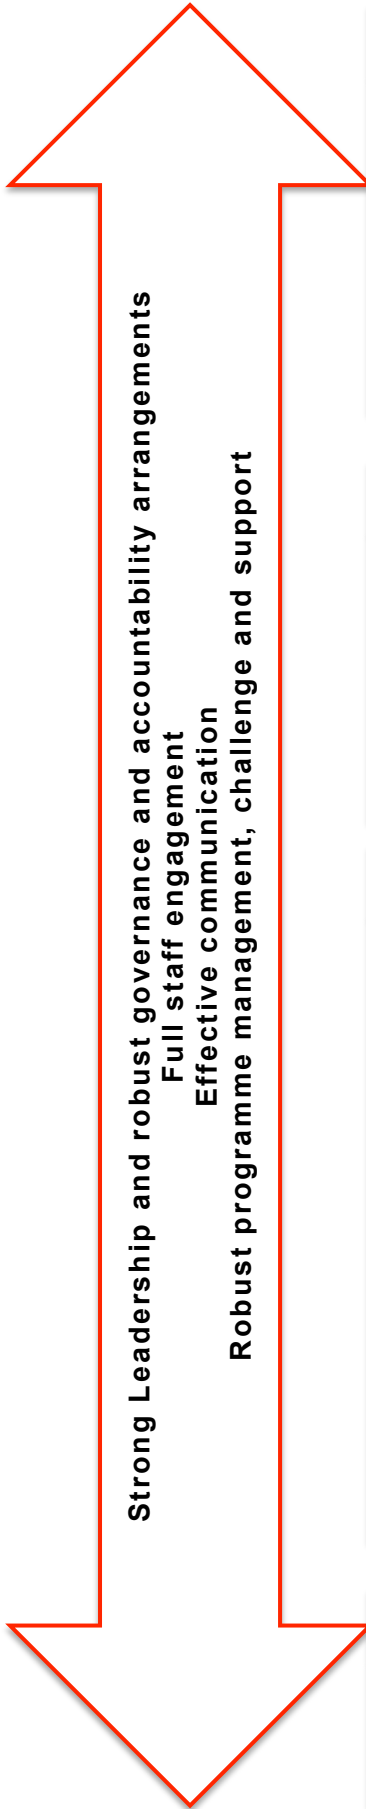 Strong Leadership and robust governance and accountability arrangements
Full staff engagement
Effective communication
Robust programme management, challenge and support